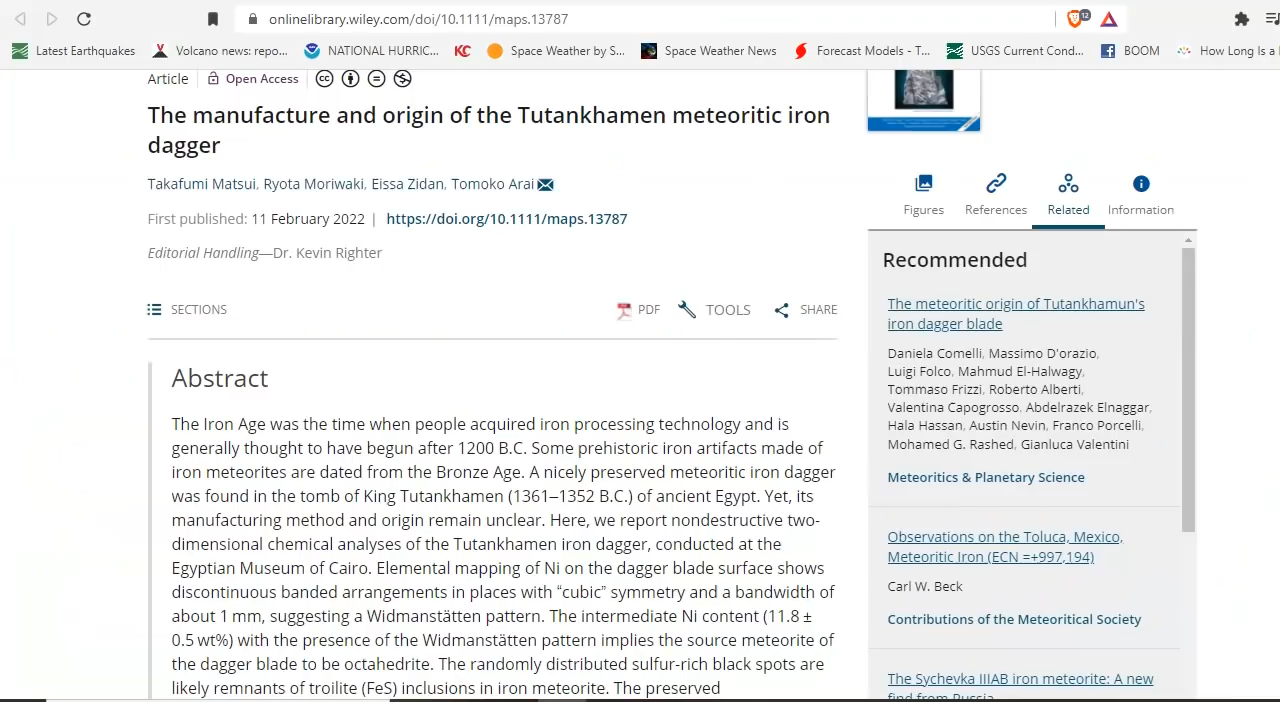 onlinelibrary.wiley.com/doi/10.1111/maps.13787
12
Latest Earthquakes
Volcano news: repo...
NATIONAL HURRIC...
KC
Space Weather by S...
Space Weather News
Forecast Models - T...
USGS Current Cond...
BOOM
How Long Is a
Article
Open Access
The manufacture and origin of the Tutankhamen meteoritic iron
dagger
Takafumi Matsui, Ryota Moriwaki, Eissa Zidan, Tomoko Arai
First published: 11 February 2022 | https://doi.org/10.1111/maps.13787
Editorial Handling—Dr. Kevin Righter
SECTIONS
PDF
TOOLS
SHARE
Abstract
The Iron Age was the time when people acquired iron processing technology and is
generally thought to have begun after 1200 B.C. Some prehistoric iron artifacts made of
iron meteorites are dated from the Bronze Age. A nicely preserved meteoritic iron dagger
was found in the tomb of King Tutankhamen (1361–1352 B.C.) of ancient Egypt. Yet, its
manufacturing method and origin remain unclear. Here, we report nondestructive two-
dimensional chemical analyses of the Tutankhamen iron dagger, conducted at the
Egyptian Museum of Cairo. Elemental mapping of Ni on the dagger blade surface shows
discontinuous banded arrangements in places with “cubic” symmetry and a bandwidth of
about 1 mm, suggesting a Widmanstätten pattern. The intermediate Ni content (11.8 ±
0.5 wt%) with the presence of the Widmanstätten pattern implies the source meteorite of
the dagger blade to be octahedrite. The randomly distributed sulfur-rich black spots are
likely remnants of troilite (FeS) inclusions in iron meteorite. The preserved
Figures
References
Related
Information
Recommended
The meteoritic origin of Tutankhamun's
iron dagger blade
Daniela Comelli, Massimo D'orazio,
Luigi Folco, Mahmud El-Halwagy,
Tommaso Frizzi, Roberto Alberti,
Valentina Capogrosso, Abdelrazek Elnaggar,
Hala Hassan, Austin Nevin, Franco Porcelli,
Mohamed G. Rashed, Gianluca Valentini
Meteoritics & Planetary Science
Observations on the Toluca, Mexico,
Meteoritic Iron (ECN =+997,194)
Carl W. Beck
Contributions of the Meteoritical Society
The Sychevka IIIAB iron meteorite: A new
find from Russia